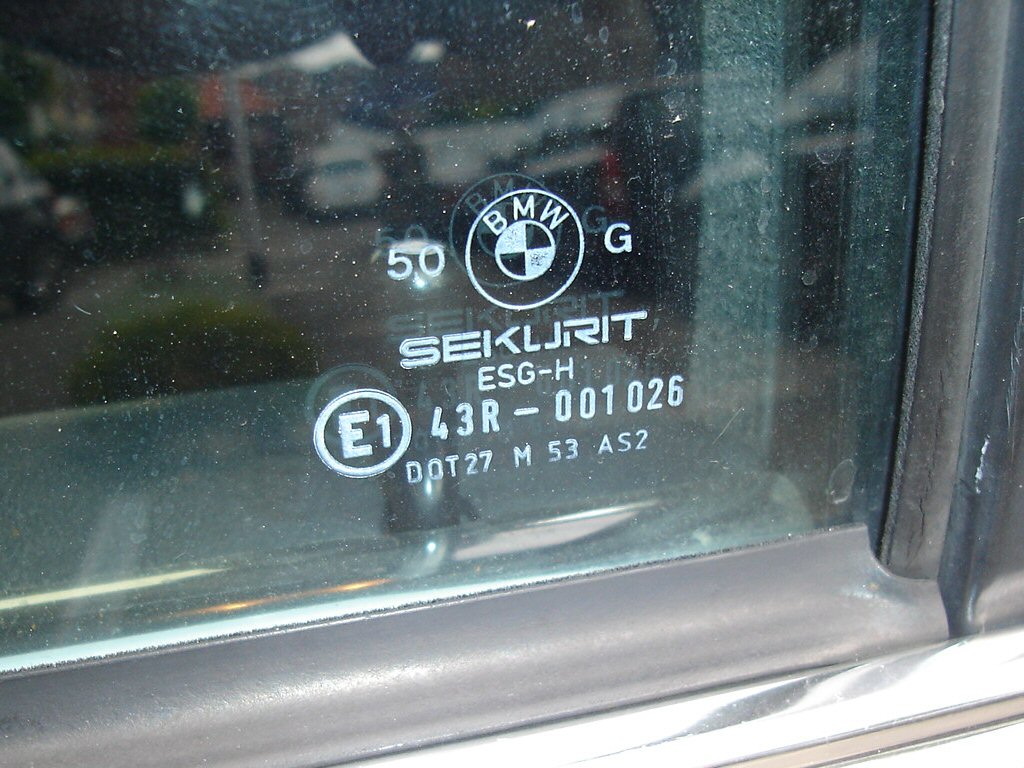 BMW
50 G
SEKURIT
ESG-H
E1 43R - 001026
DOT27 M 53 AS2